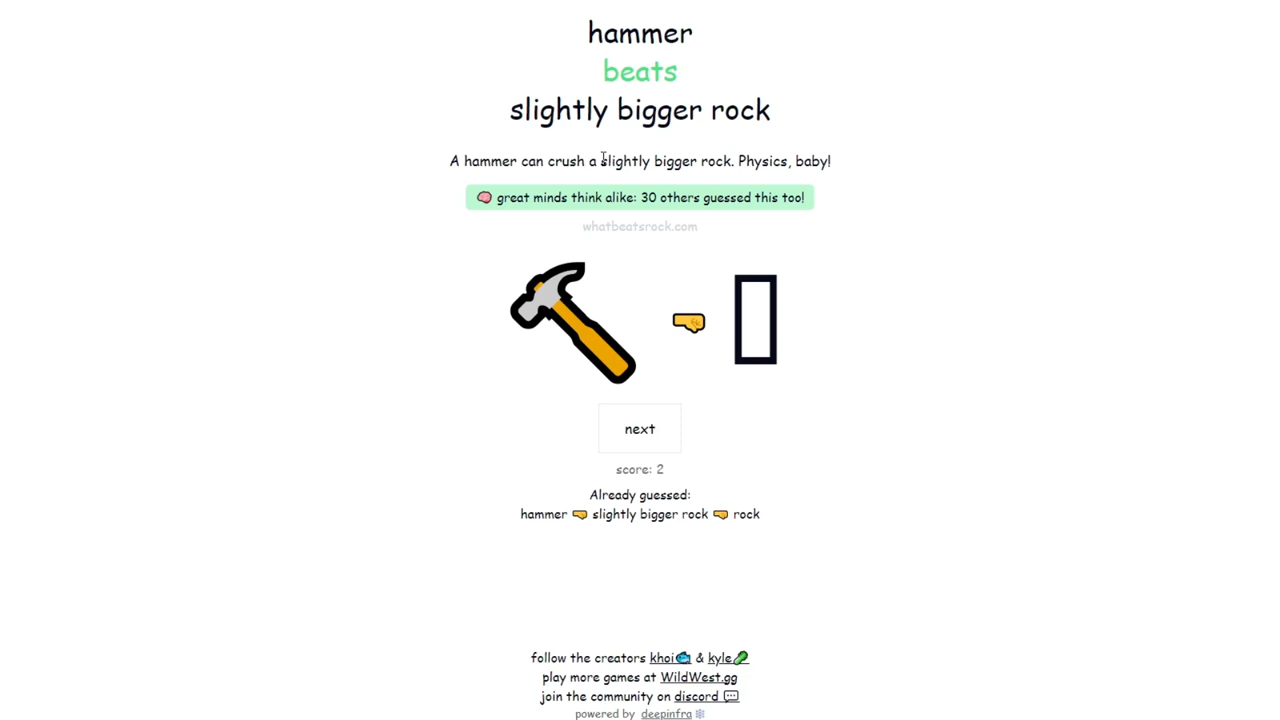 hammer
beats
slightly bigger rock
A hammer can crush a slightly bigger rock. Physics, baby!
🧠 great minds think alike: 30 others guessed this too!
whatbeatsrock.com
next
score: 2
Already guessed:
hammer 🤜 slightly bigger rock 🤜 rock
follow the creators khoi🐟 & kyle🥒
play more games at WildWest.gg
join the community on discord 💬
powered by deepinfra ⚛